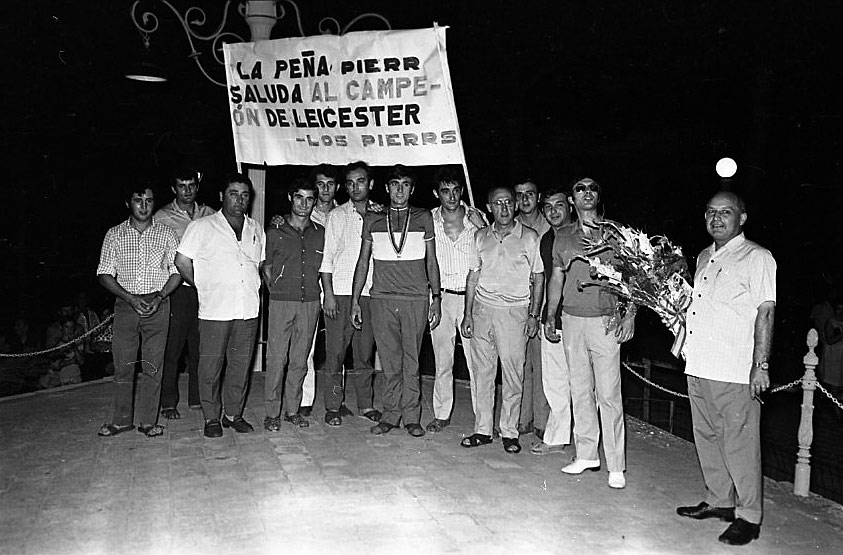 LA PEÑA PIERR
SALUDA AL CAMPE-
ÓN DE LEICESTER
-LOS PIERRS